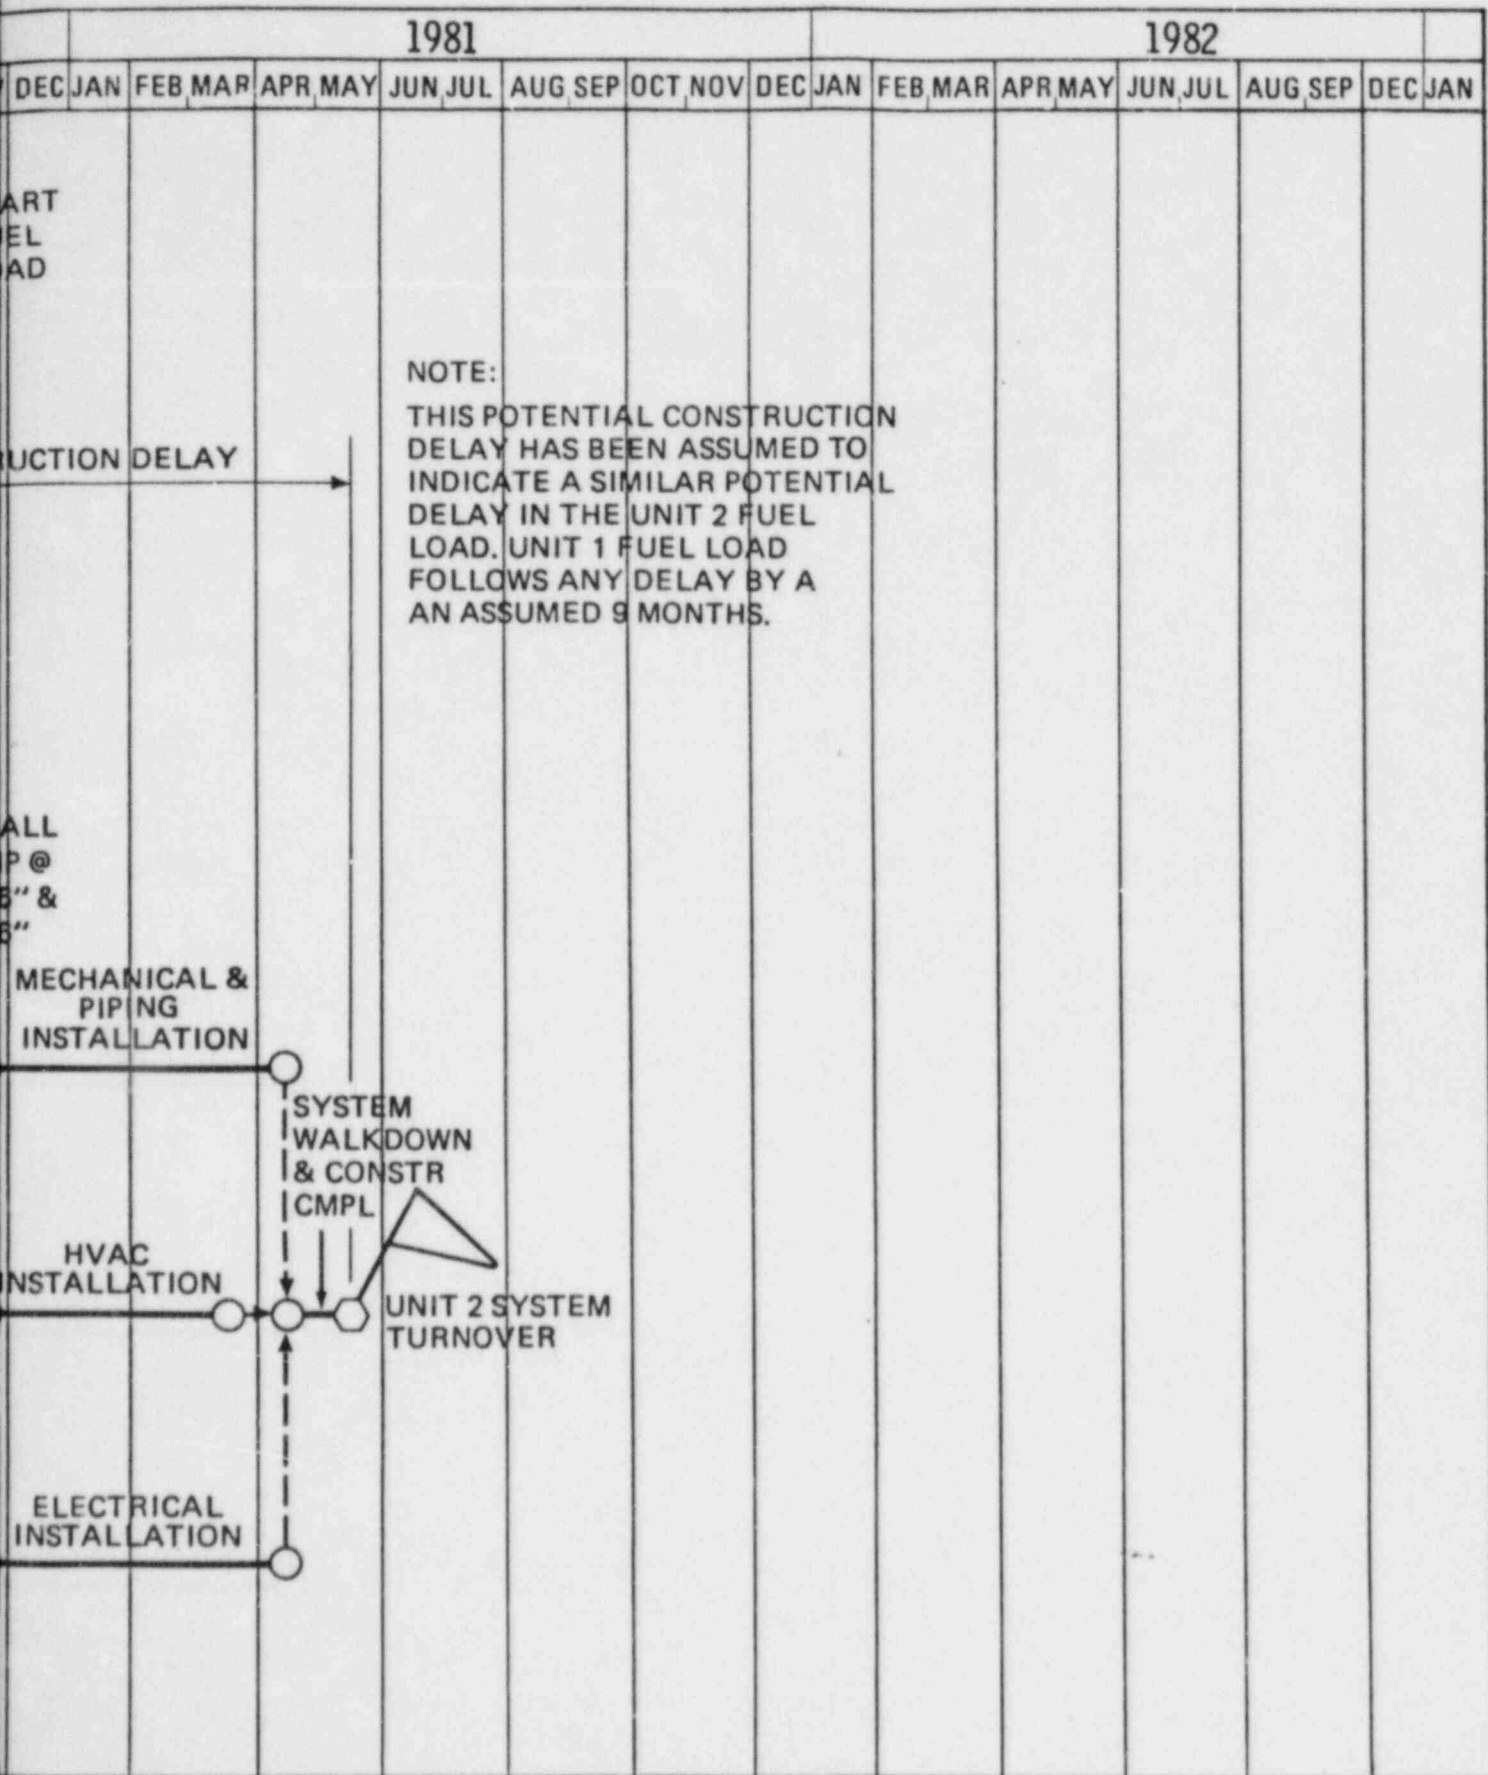 1981 1982
DEC JAN FEB MAR APR MAY JUN JUL AUG SEP OCT NOV DEC JAN FEB MAR APR MAY JUN JUL AUG SEP DEC JAN
ART
EL
AD
NOTE:
THIS POTENTIAL CONSTRUCTION
DELAY HAS BEEN ASSUMED TO
INDICATE A SIMILAR POTENTIAL
DELAY IN THE UNIT 2 FUEL
LOAD. UNIT 1 FUEL LOAD
FOLLOWS ANY DELAY BY A
AN ASSUMED 9 MONTHS.
UCTION DELAY
ALL
P @
6" &
6"
MECHANICAL &
PIPING
INSTALLATION
SYSTEM
WALKDOWN
& CONSTR
CMPL
HVAC
INSTALLATION
UNIT 2 SYSTEM
TURNOVER
ELECTRICAL
INSTALLATION